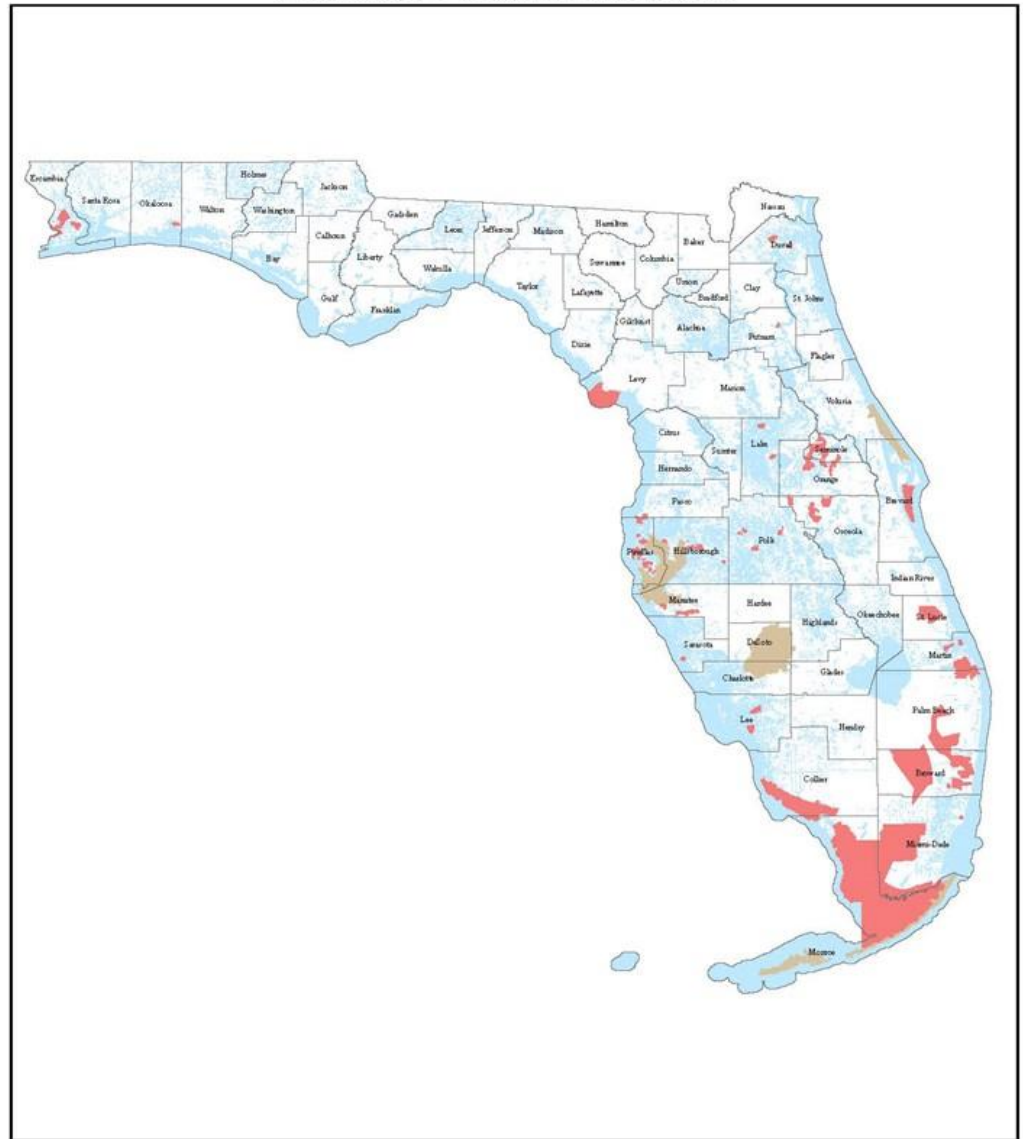 Escambia
Santa Rosa
Okaloosa
Walton
Holmes
Washington
Jackson
Bay
Calhoun
Gulf
Gadsden
Liberty
Franklin
Leon
Wakulla
Jefferson
Madison
Taylor
Hamilton
Suwannee
Lafayette
Dixie
Columbia
Gilchrist
Baker
Union
Bradford
Alachua
Levy
Nassau
Duval
Clay
St. Johns
Putnam
Flagler
Marion
Volusia
Citrus
Sumter
Lake
Seminole
Hernando
Orange
Pasco
Brevard
Osceola
Pinellas
Hillsborough
Polk
Indian River
Manatee
Hardee
Highlands
Okeechobee
St. Lucie
Sarasota
DeSoto
Martin
Charlotte
Glades
Lee
Hendry
Palm Beach
Collier
Broward
Miami-Dade
Monroe